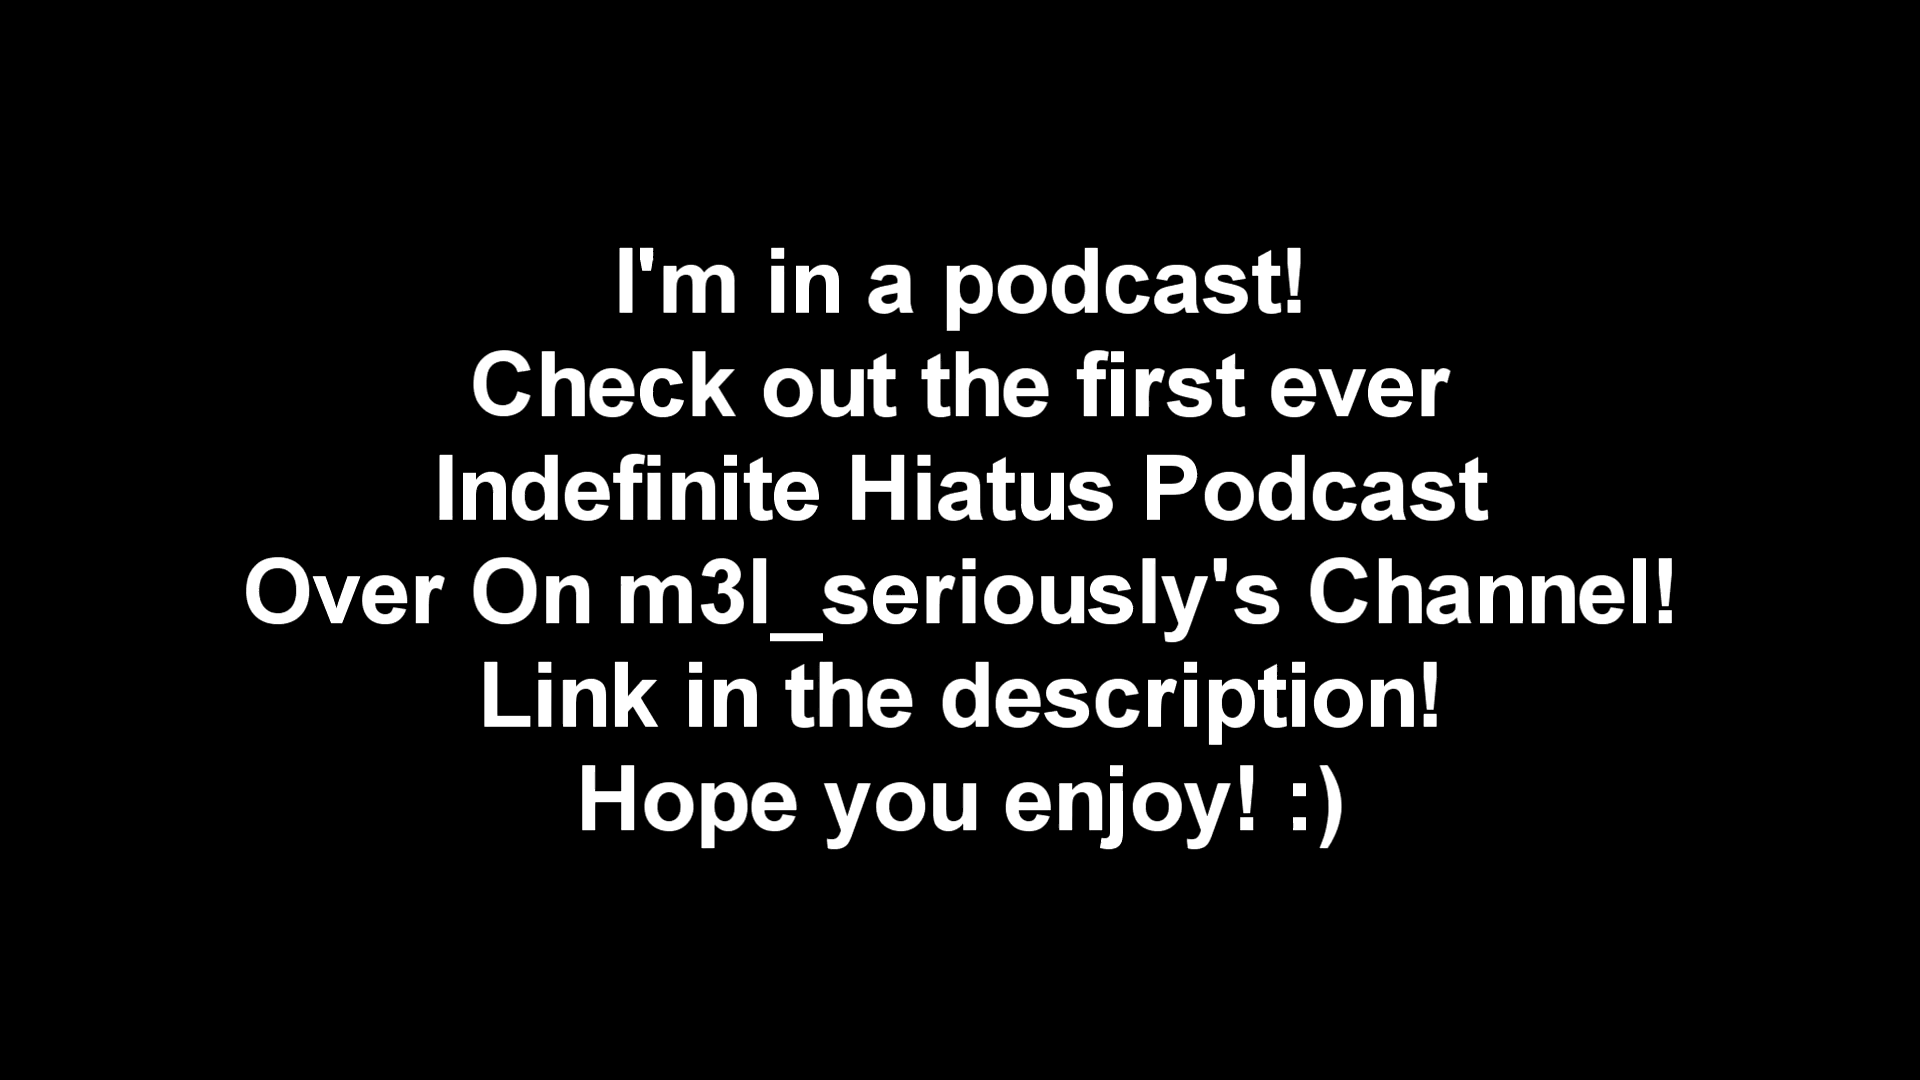 I'm in a podcast!
Check out the first ever
Indefinite Hiatus Podcast
Over On m3l_seriously's Channel!
Link in the description!
Hope you enjoy! :)